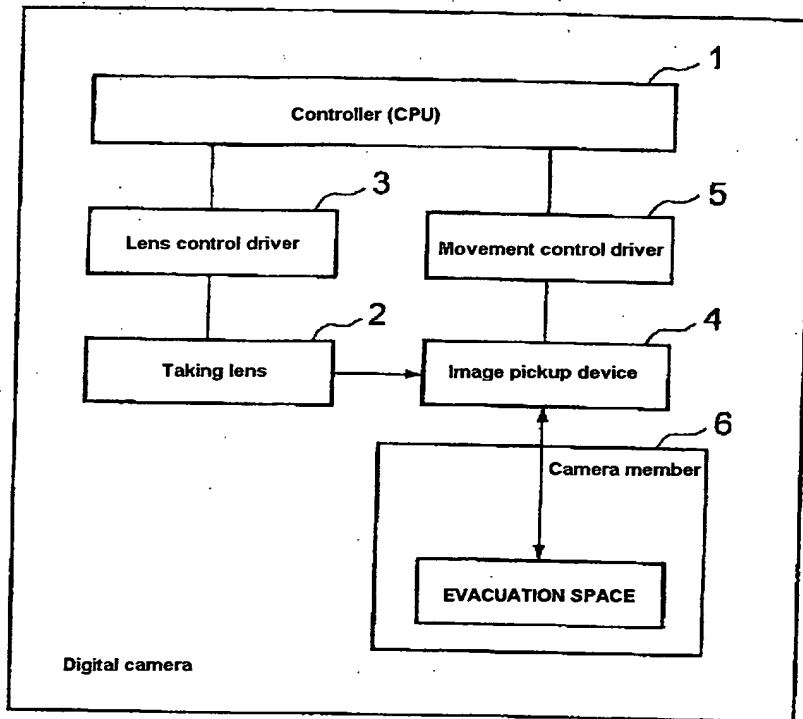 1
Controller (CPU)
3
5
Lens control driver
Movement control driver
2
4
Taking lens
Image pickup device
6
Camera member
EVACUATION SPACE
Digital camera